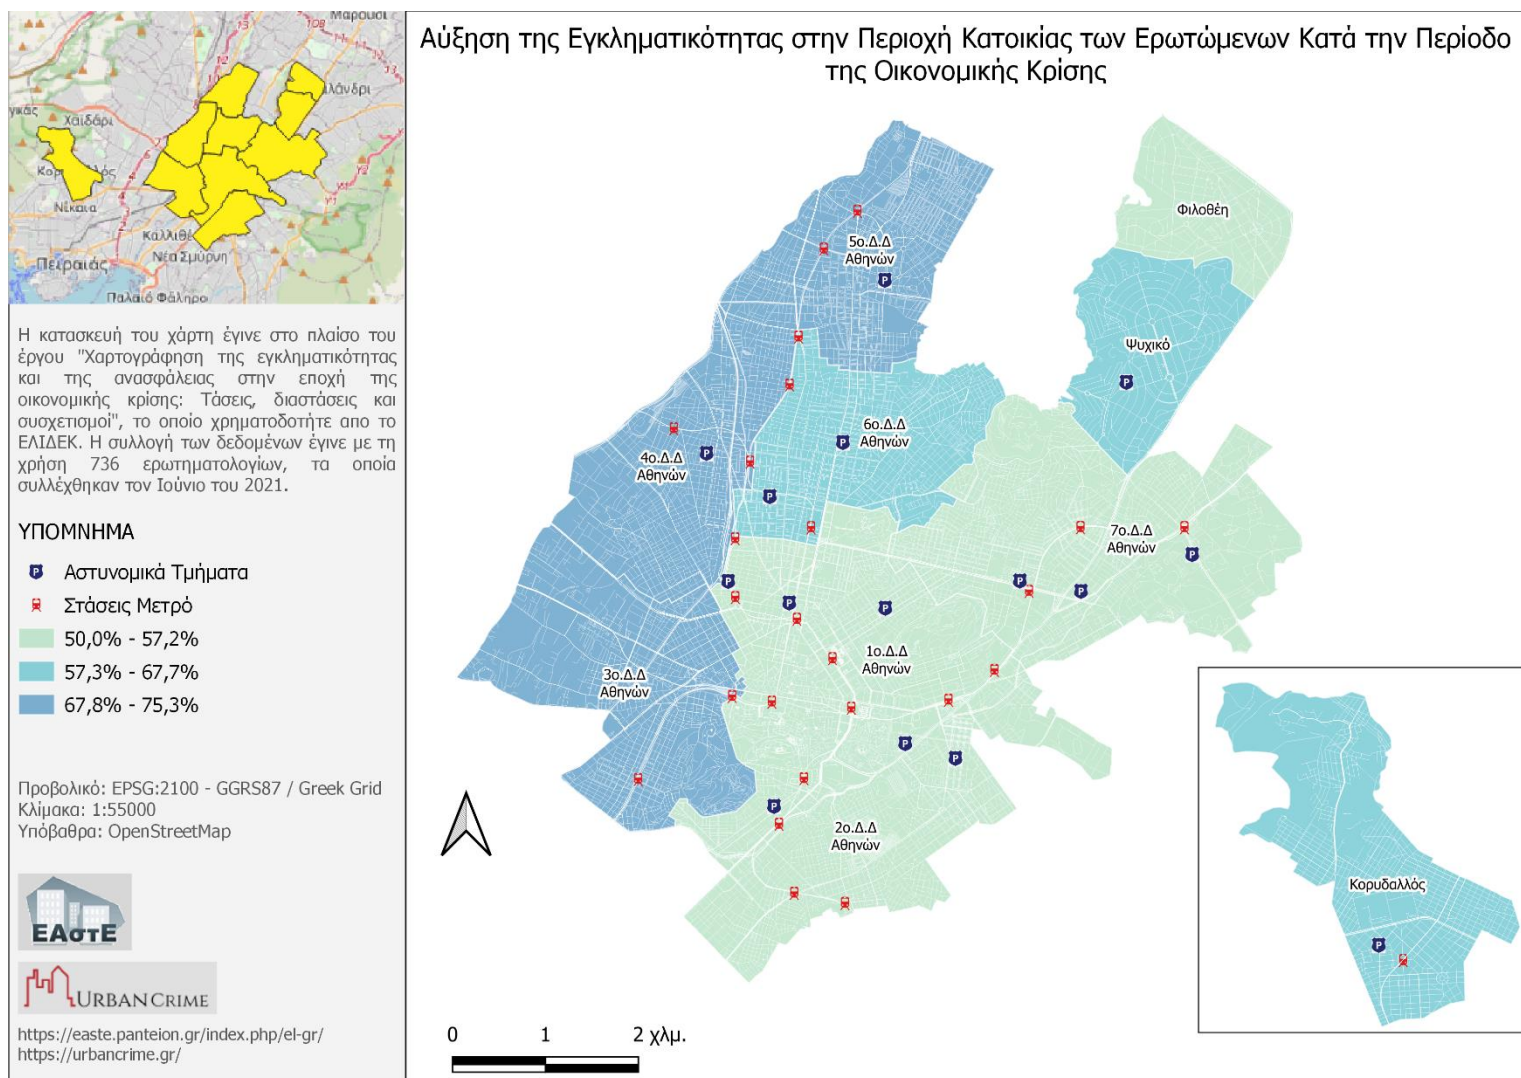 Αύξηση της Εγκληματικότητας στην Περιοχή Κατοικίας των Ερωτώμενων Κατά την Περίοδο
της Οικονομικής Κρίσης
Μαρούσι
Χαϊδάρι
Νίκαια
Καλλιθέ
Νέα Σμύρνη
Πειραιάς
Παλαιό Φάληρο
Η κατασκευή του χάρτη έγινε στο πλαίσο του
έργου "Χαρτογράφηση της εγκληματικότητας
και της ανασφάλειας στην εποχή της
οικονομικής κρίσης: Τάσεις, διαστάσεις και
συσχετισμοί", το οποίο χρηματοδοτήτε απο το
ΕΛΙΔΕΚ. Η συλλογή των δεδομένων έγινε με τη
χρήση 736 ερωτηματολογίων, τα οποία
συλλέχθηκαν τον Ιούνιο του 2021.
ΥΠΟΜΝΗΜΑ
Αστυνομικά Τμήματα
Στάσεις Μετρό
50,0% - 57,2%
57,3% - 67,7%
67,8% - 75,3%
Προβολικό: EPSG:2100 - GGRS87 / Greek Grid
Κλίμακα: 1:55000
Υπόβαθρα: OpenStreetMap
ΕΑστΕ
URBANCRIME
https://easte.panteion.gr/index.php/el-gr/
https://urbancrime.gr/
Φιλοθέη
Ψυχικό
5ο.Δ.Δ
Αθηνών
6ο.Δ.Δ
Αθηνών
4ο.Δ.Δ
Αθηνών
7ο.Δ.Δ
Αθηνών
1ο.Δ.Δ
Αθηνών
3ο.Δ.Δ
Αθηνών
2ο.Δ.Δ
Αθηνών
Κορυδαλλός
0 1 2 χλμ.